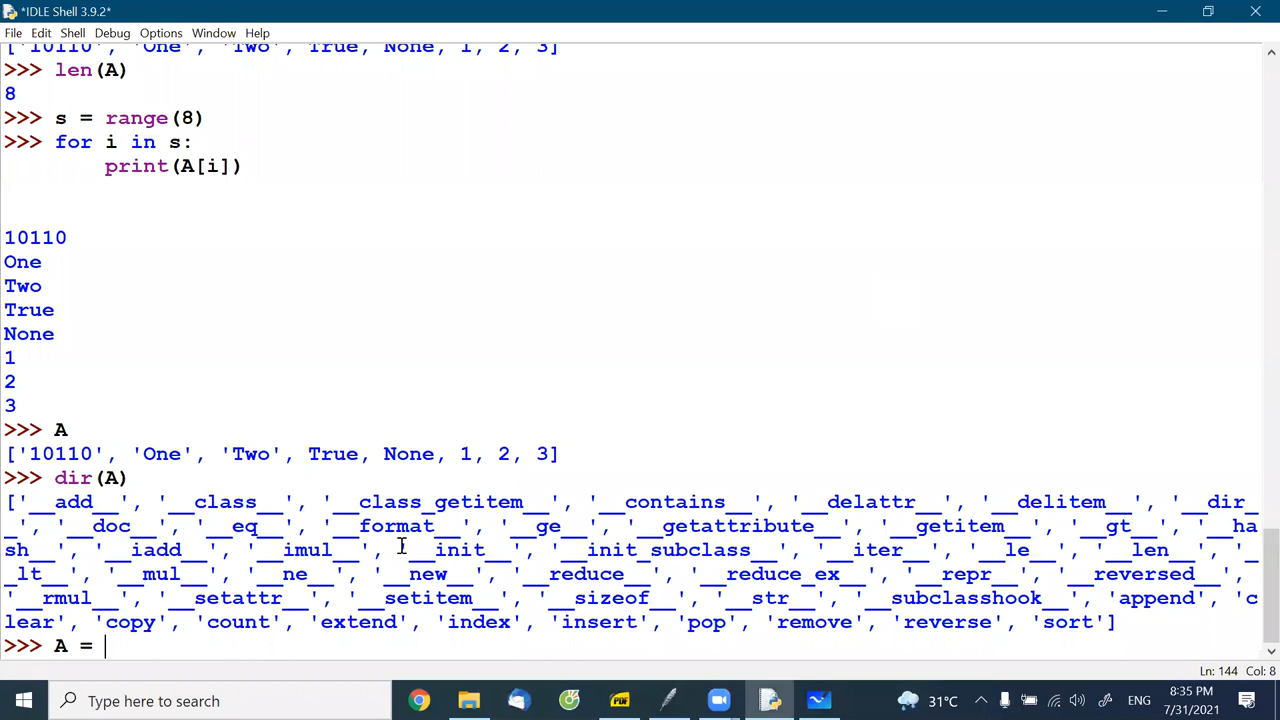 *IDLE Shell 3.9.2*
File Edit Shell Debug Options Window Help
['10110', 'One', 'Two', True, None, 1, 2, 3]
>>> len(A)
8
>>> s = range(8)
>>> for i in s:
print(A[i])
10110
One
Two
True
None
1
2
3
>>> A
['10110', 'One', 'Two', True, None, 1, 2, 3]
>>> dir(A)
['__add__', '__class__', '__class_getitem__', '__contains__', '__delattr__', '__delitem__', '__dir_
_', '__doc__', '__eq__', '__format__', '__ge__', '__getattribute__', '__getitem__', '__gt__', '__ha
sh__', '__iadd__', '__imul__', '__init__', '__init_subclass__', '__iter__', '__le__', '__len__', '_
_lt__', '__mul__', '__ne__', '__new__', '__reduce__', '__reduce_ex__', '__repr__', '__reversed__',
'__rmul__', '__setattr__', '__setitem__', '__sizeof__', '__str__', '__subclasshook__', 'append', 'c
lear', 'copy', 'count', 'extend', 'index', 'insert', 'pop', 'remove', 'reverse', 'sort']
>>> A =
Ln: 144 Col: 8
Type here to search
PDF
31°C
ENG
8:35 PM
7/31/2021